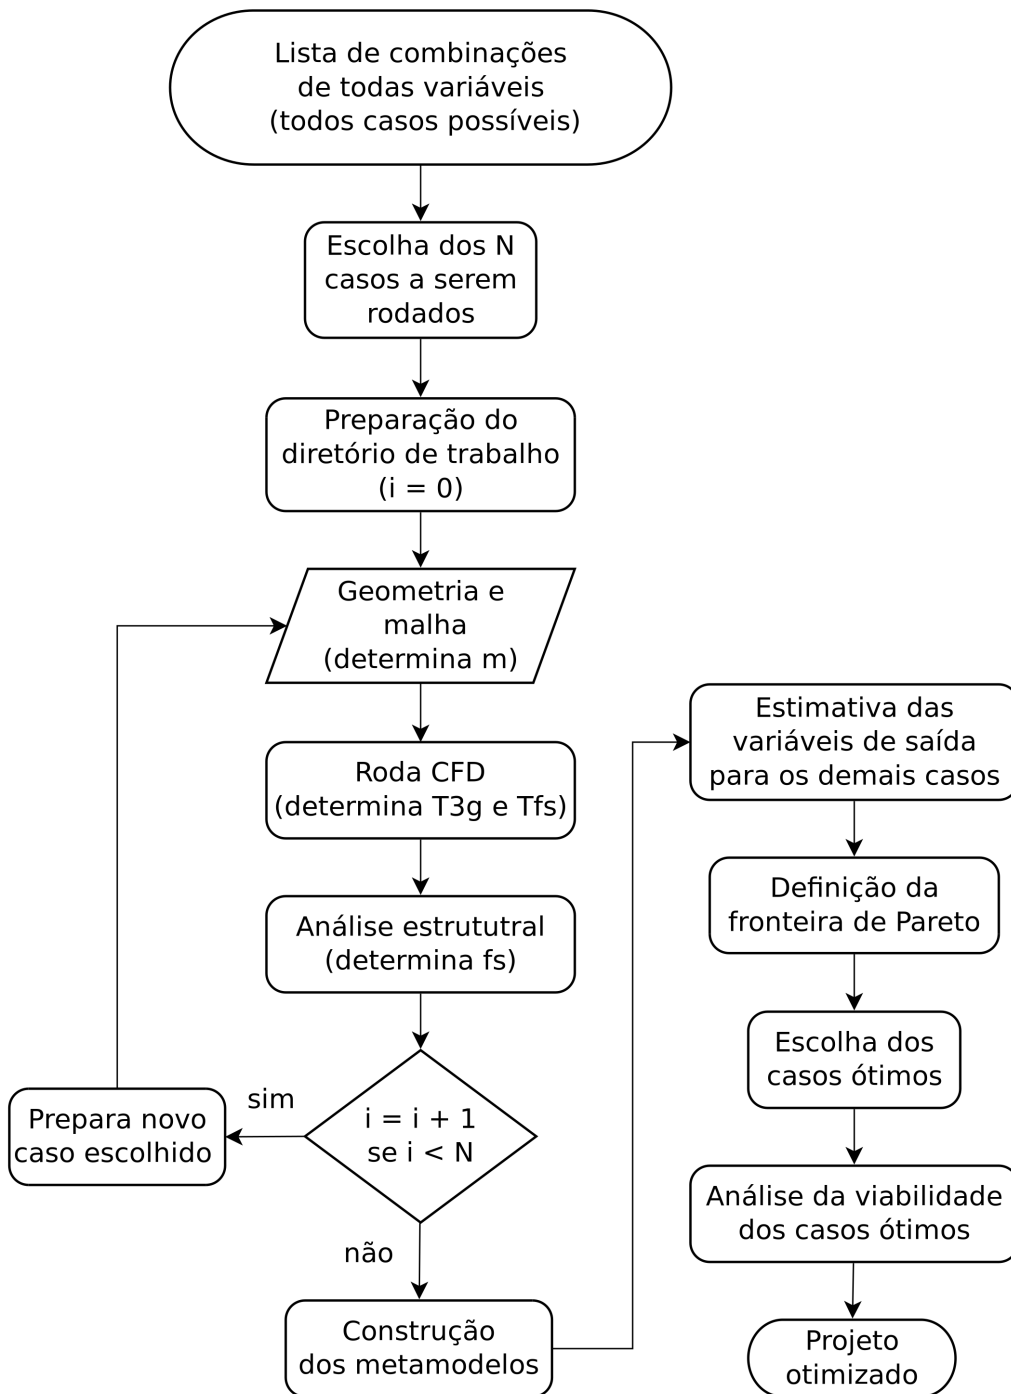 Lista de combinações
de todas variáveis
(todos casos possíveis)
Escolha dos N
casos a serem
rodados
Preparação do
diretório de trabalho
(i = 0)
Geometria e
malha
(determina m)
Roda CFD
(determina T3g e Tfs)
Análise estrututral
(determina fs)
i = i + 1
se i < N
sim
Prepara novo
caso escolhido
não
Construção
dos metamodelos
Estimativa das
variáveis de saída
para os demais casos
Definição da
fronteira de Pareto
Escolha dos
casos ótimos
Análise da viabilidade
dos casos ótimos
Projeto
otimizado